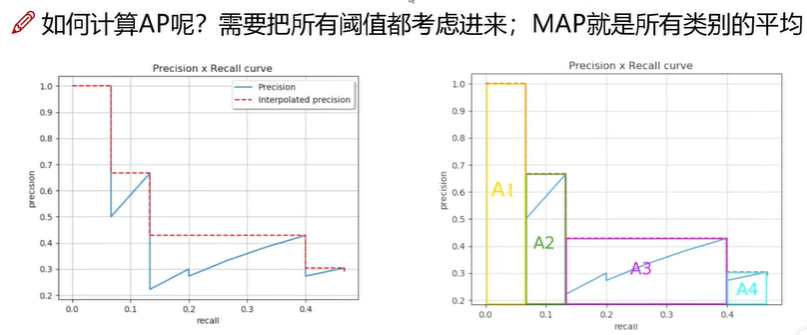 如何计算AP呢?需要把所有阈值都考虑进来;MAP就是所有类别的平均
Precision x Recall curve
Precision
Interpolated precision
1.0
0.9
0.8
0.7
0.6
0.5
0.4
0.3
0.2
precision
0.0 0.1 0.2 0.3 0.4
recall
Precision x Recall curve
1.0
0.9
0.8
0.7
0.6
0.5
0.4
0.3
0.2
precision
A1
A2
A3
A4
0.0 0.1 0.2 0.3 0.4
recall